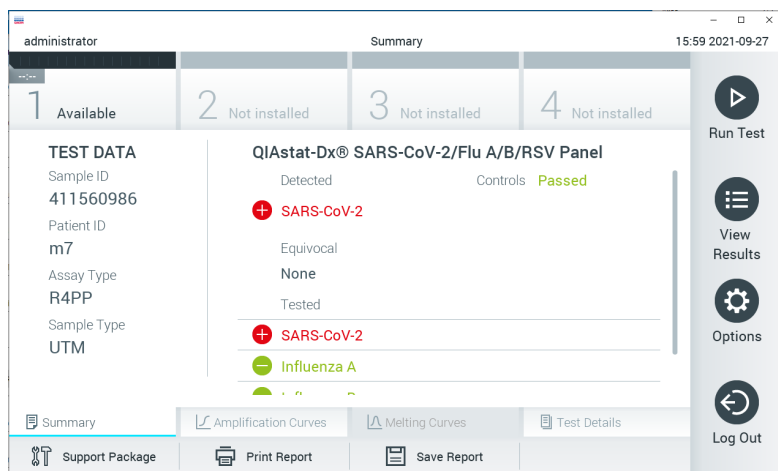 administrator Summary 15:59 2021-09-27
--:--
1 Available 2 Not installed 3 Not installed 4 Not installed
Run Test
TEST DATA
Sample ID
411560986
Patient ID
m7
Assay Type
R4PP
Sample Type
UTM
QIAstat-Dx® SARS-CoV-2/Flu A/B/RSV Panel
Detected Controls Passed
SARS-CoV-2
Equivocal
None
Tested
SARS-CoV-2
Influenza A
View
Results
Options
Log Out
Summary Amplification Curves Melting Curves Test Details
Support Package Print Report Save Report